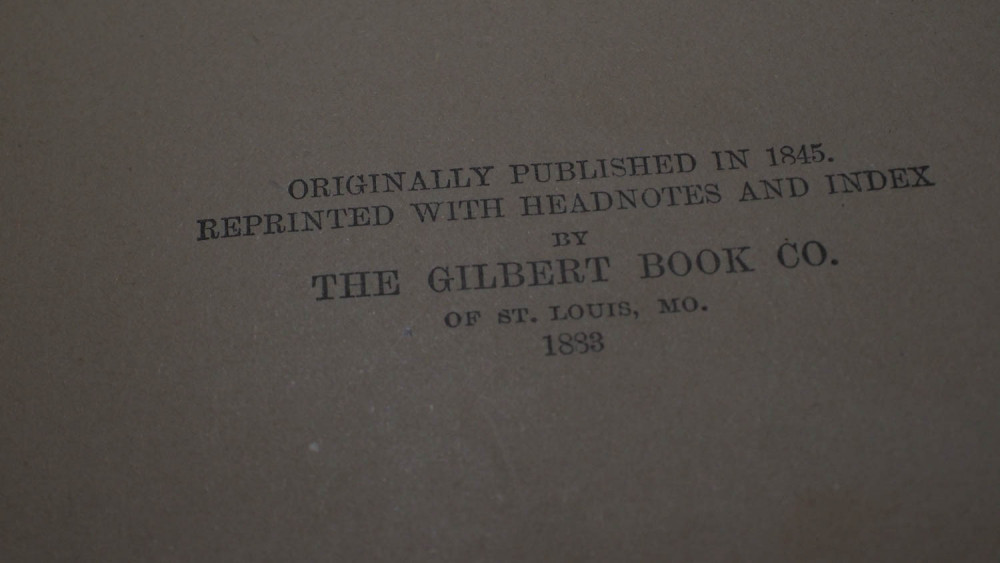 ORIGINALLY PUBLISHED IN 1845.
REPRINTED WITH HEADNOTES AND INDEX
BY
THE GILBERT BOOK CO.
OF ST. LOUIS, MO.
1883